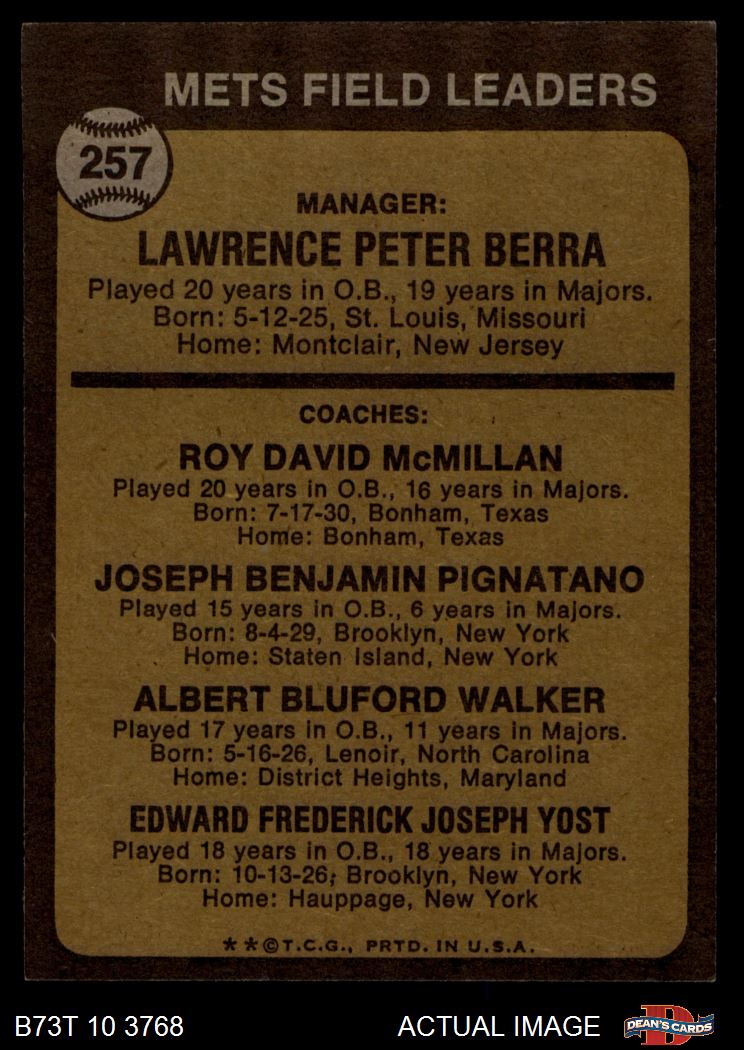 METS FIELD LEADERS
257
MANAGER:
LAWRENCE PETER BERRA
Played 20 years in O.B., 19 years in Majors.
Born: 5-12-25, St. Louis, Missouri
Home: Montclair, New Jersey
COACHES:
ROY DAVID McMILLAN
Played 20 years in O.B., 16 years in Majors.
Born: 7-17-30, Bonham, Texas
Home: Bonham, Texas
JOSEPH BENJAMIN PIGNATANO
Played 15 years in O.B., 6 years in Majors.
Born: 8-4-29, Brooklyn, New York
Home: Staten Island, New York
ALBERT BLUFORD WALKER
Played 17 years in O.B., 11 years in Majors.
Born: 5-16-26, Lenoir, North Carolina
Home: District Heights, Maryland
EDWARD FREDERICK JOSEPH YOST
Played 18 years in O.B., 18 years in Majors.
Born: 10-13-26, Brooklyn, New York
Home: Hauppage, New York
**©T.C.G., PRTD. IN U.S.A.
B73T 10 3768
ACTUAL IMAGE
D
DEAN'S CARDS